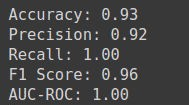 Accuracy: 0.93
Precision: 0.92
Recall: 1.00
F1 Score: 0.96
AUC-ROC: 1.00